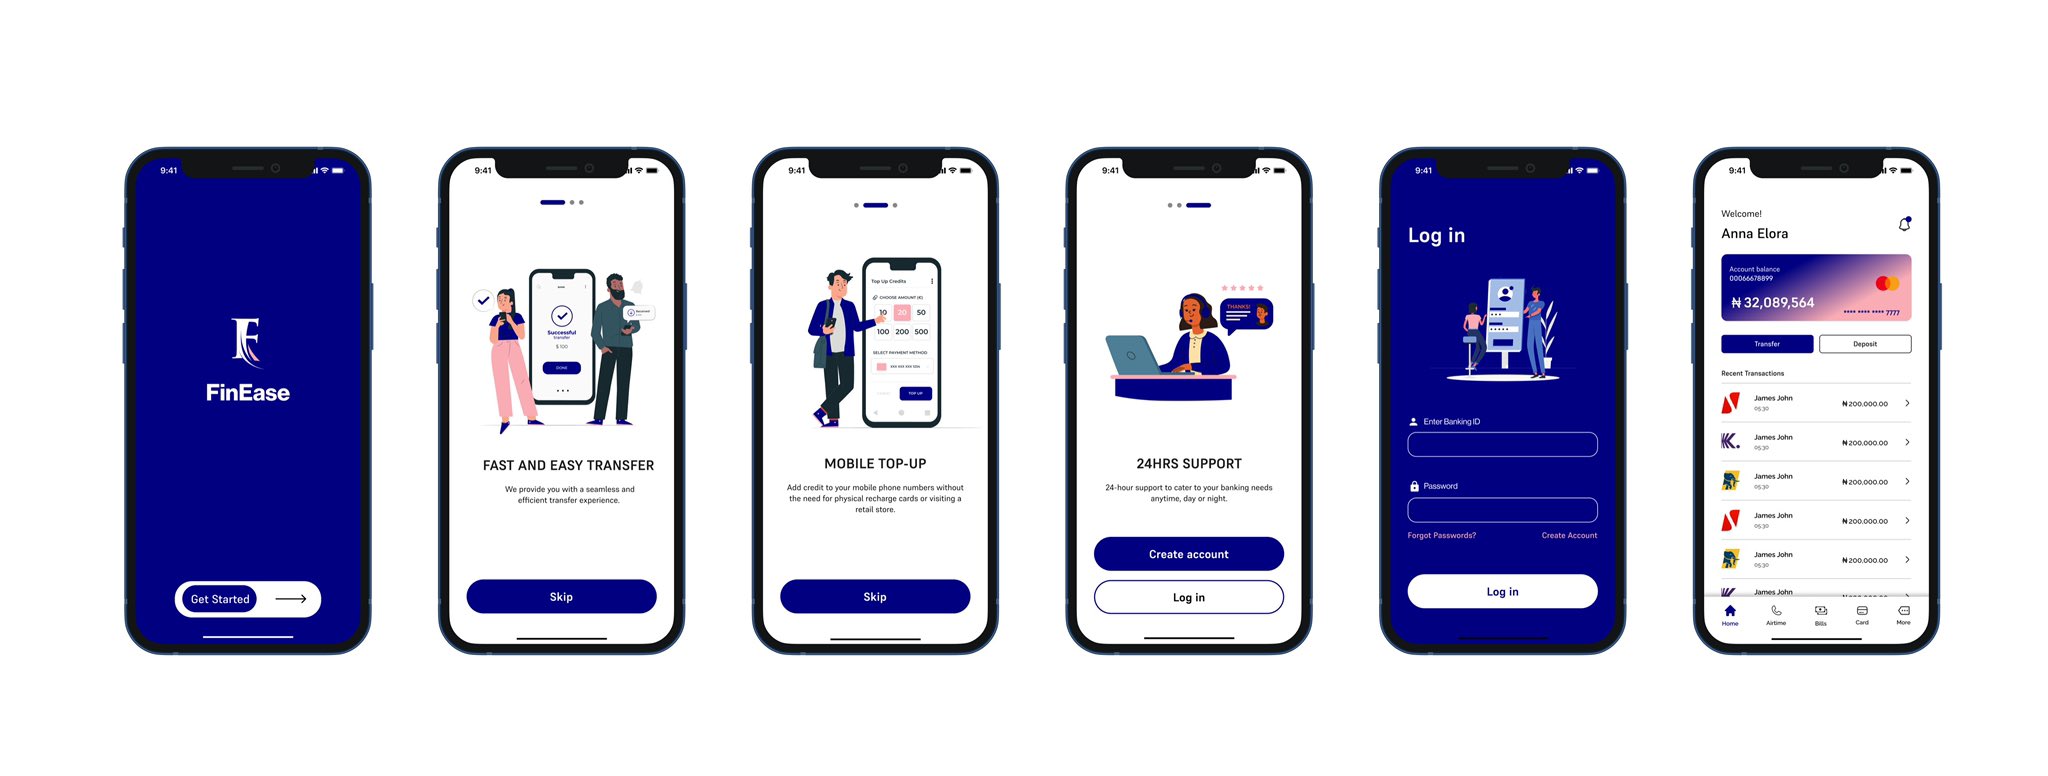 9:41
FinEase
Get Started
9:41
Successful
transfer
$ 100
DONE
FAST AND EASY TRANSFER
We provide you with a seamless and
efficient transfer experience.
Skip
9:41
Top Up Credits
CHOOSE AMOUNT (€)
10 20 50
100 200 500
SELECT PAYMENT METHOD
TOP UP
MOBILE TOP-UP
Add credit to your mobile phone numbers without
the need for physical recharge cards or visiting a
retail store.
Skip
9:41
THANKS!
24HRS SUPPORT
24-hour support to cater to your banking needs
anytime, day or night.
Create account
Log in
9:41
Log in
Enter Banking ID
Password
Forgot Passwords? Create Account
Log in
9:41
Welcome!
Anna Elora
Account balance
00066678899
₦ 32,089,564
**** **** **** 7777
Transfer Deposit
Recent Transactions
James John
05:30
₦200,000.00
James John
05:30
₦200,000.00
James John
05:30
₦200,000.00
James John
05:30
₦200,000.00
James John
05:30
₦200,000.00
Home Airtime Bills Card More